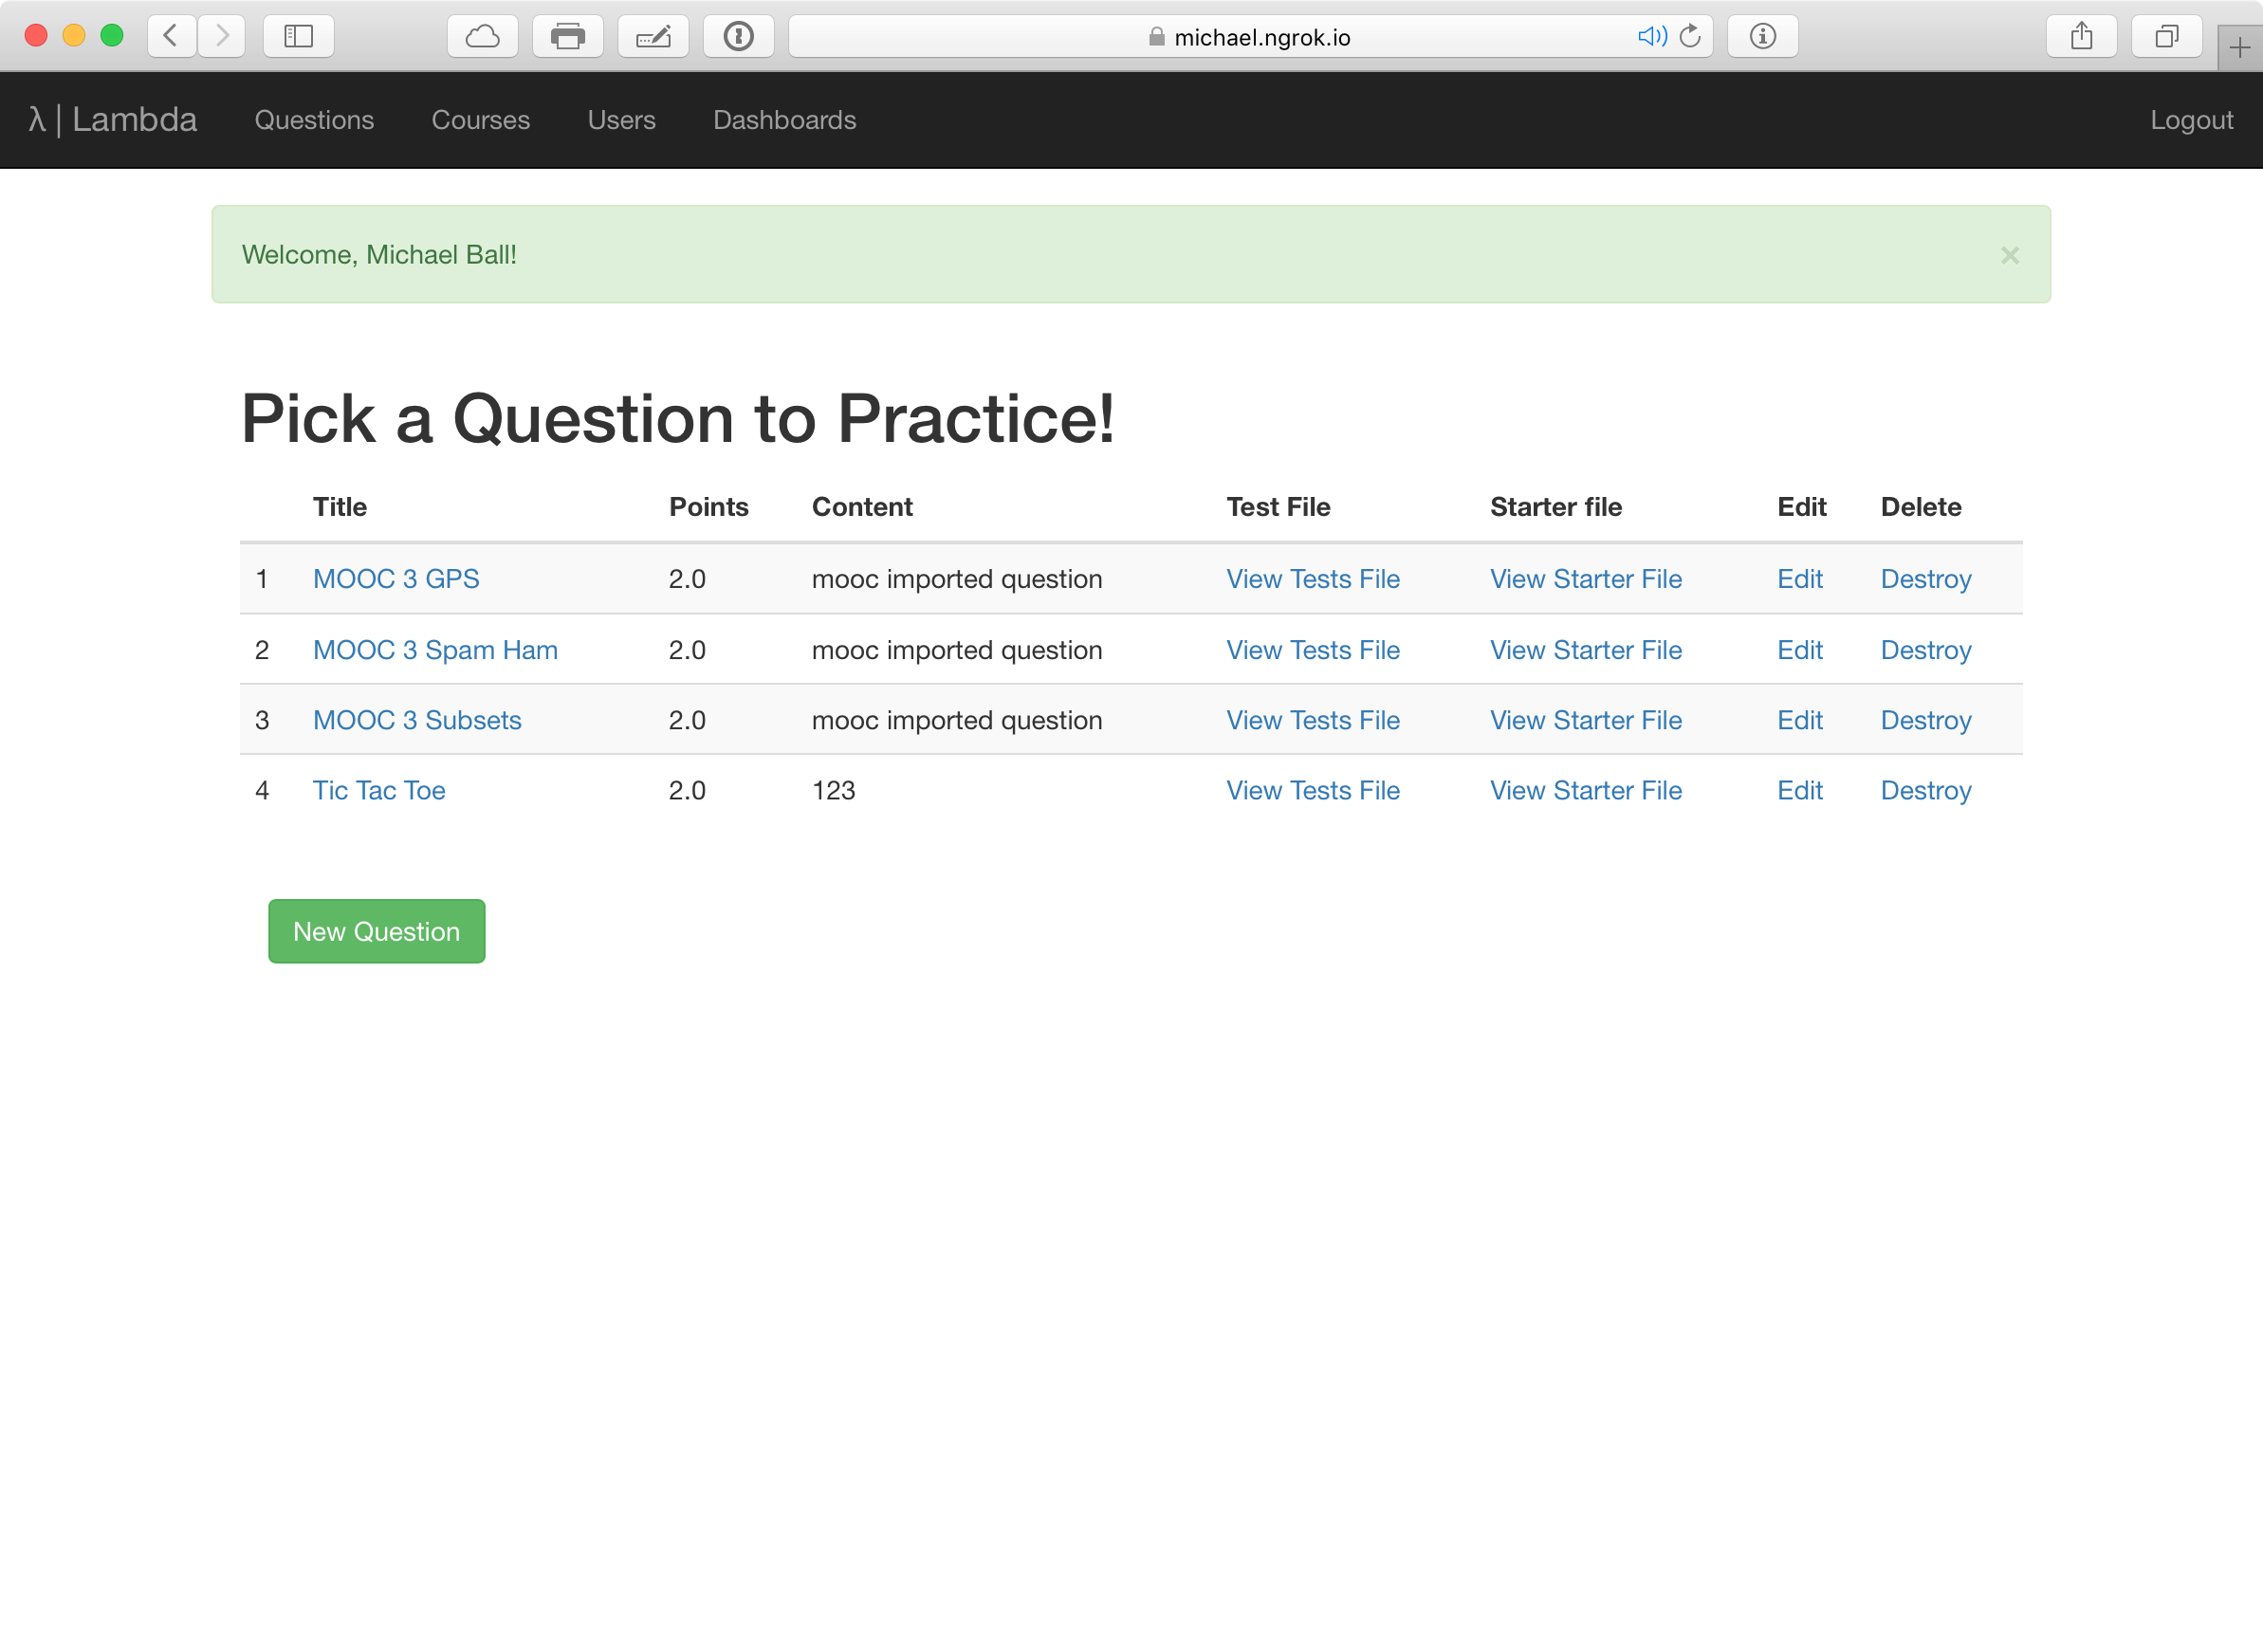 michael.ngrok.io
λ | Lambda Questions Courses Users Dashboards Logout
Welcome, Michael Ball! ×
Pick a Question to Practice!
Title Points Content Test File Starter file Edit Delete
1 MOOC 3 GPS 2.0 mooc imported question View Tests File View Starter File Edit Destroy
2 MOOC 3 Spam Ham 2.0 mooc imported question View Tests File View Starter File Edit Destroy
3 MOOC 3 Subsets 2.0 mooc imported question View Tests File View Starter File Edit Destroy
4 Tic Tac Toe 2.0 123 View Tests File View Starter File Edit Destroy
New Question